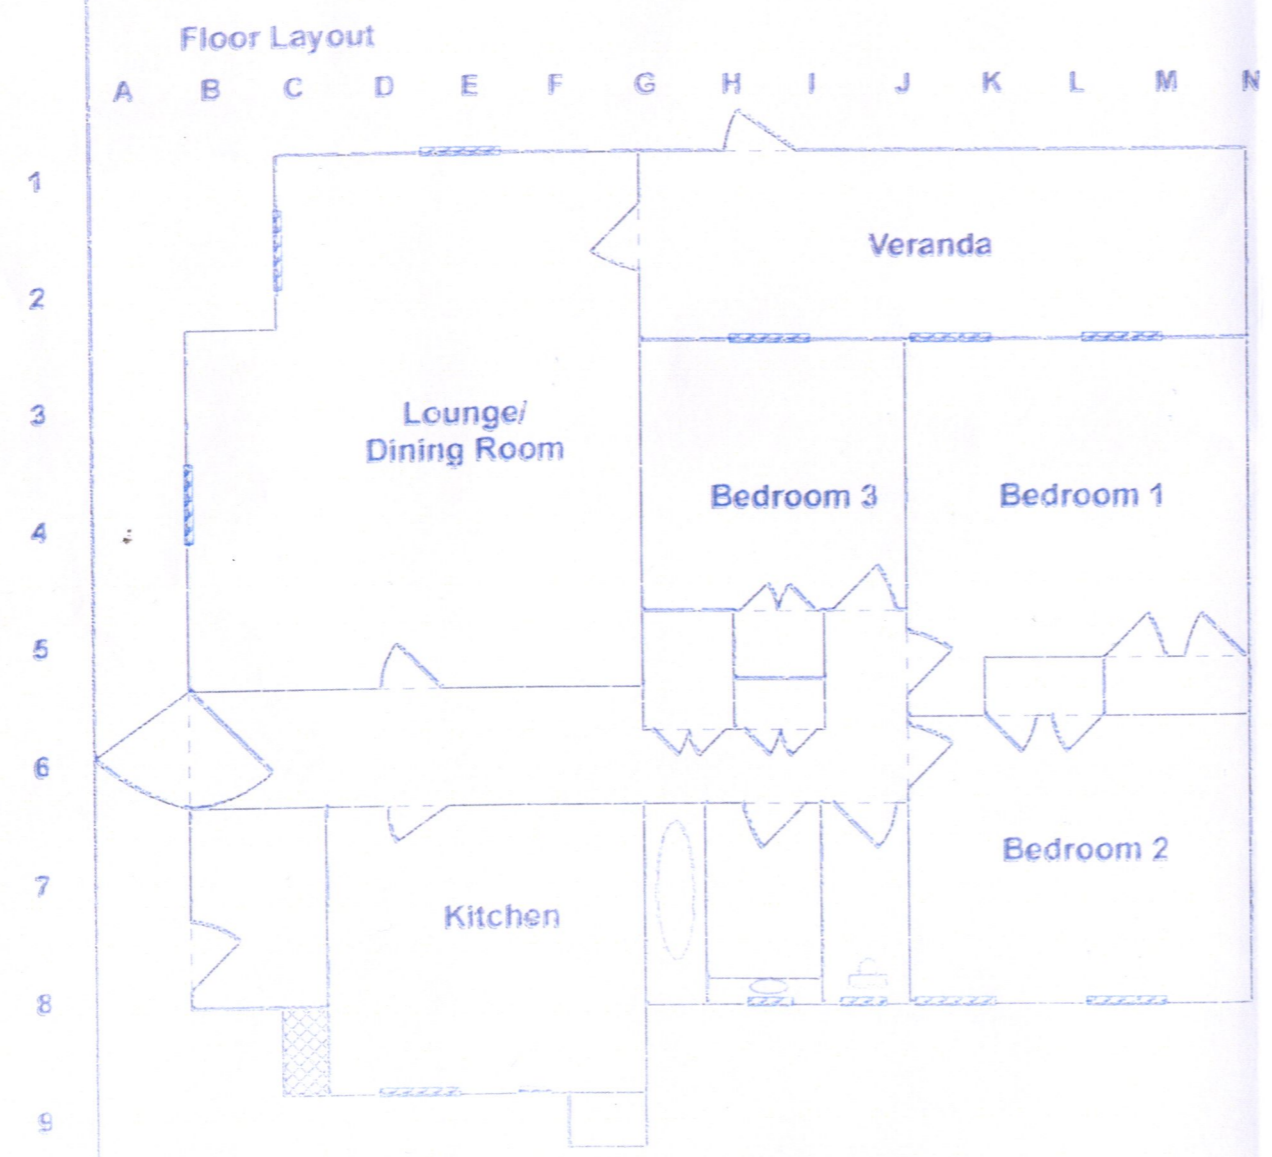 Floor Layout
A B C D E F G H I J K L M N
1
Veranda
2
3
Lounge/
Dining Room
Bedroom 3
Bedroom 1
4
5
6
Bedroom 2
7
Kitchen
8
9